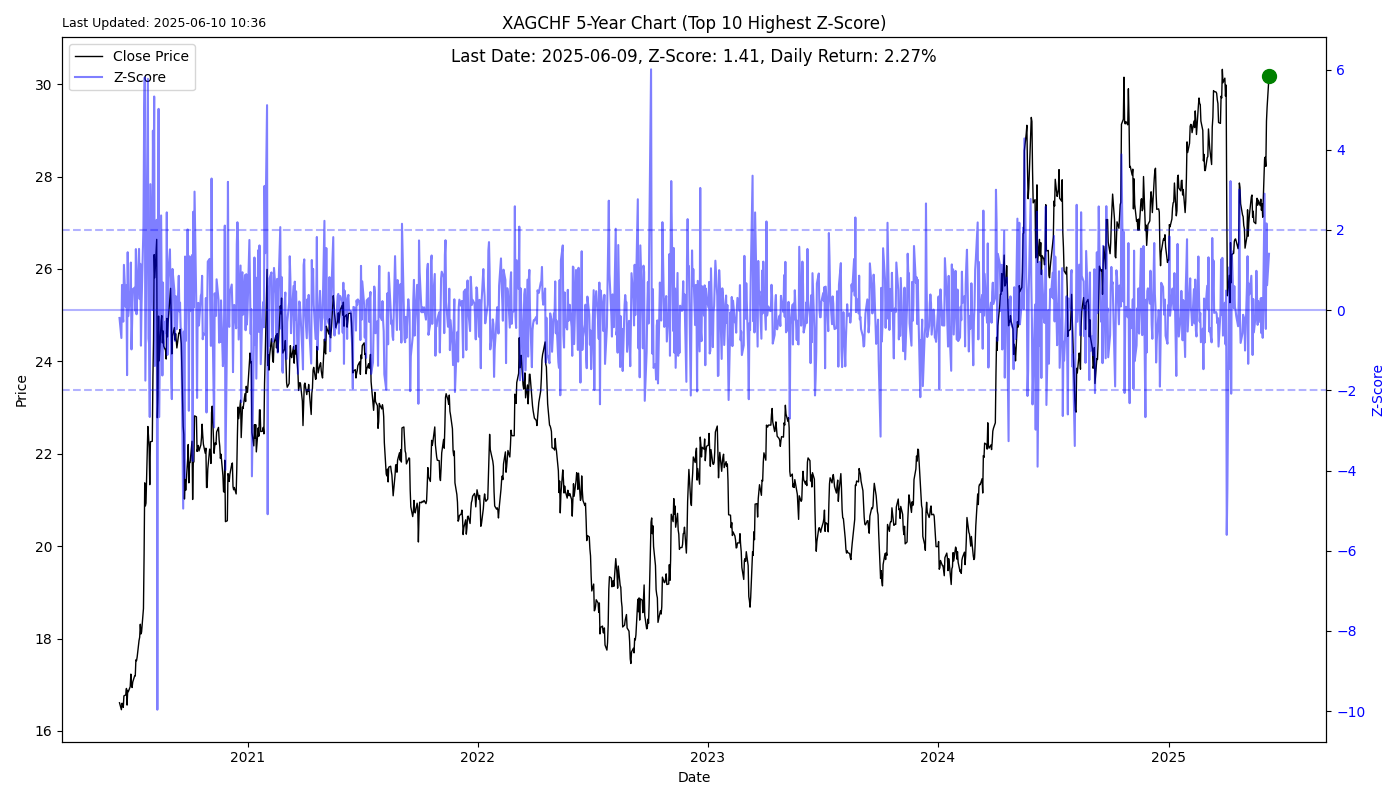 Last Updated: 2025-06-10 10:36
XAGCHF 5-Year Chart (Top 10 Highest Z-Score)
Last Date: 2025-06-09, Z-Score: 1.41, Daily Return: 2.27%
Close Price
Z-Score
Price
30
28
26
24
22
20
18
16
6
4
2
0
−2
−4
−6
−8
−10
Z-Score
2021
2022
2023
2024
2025
Date